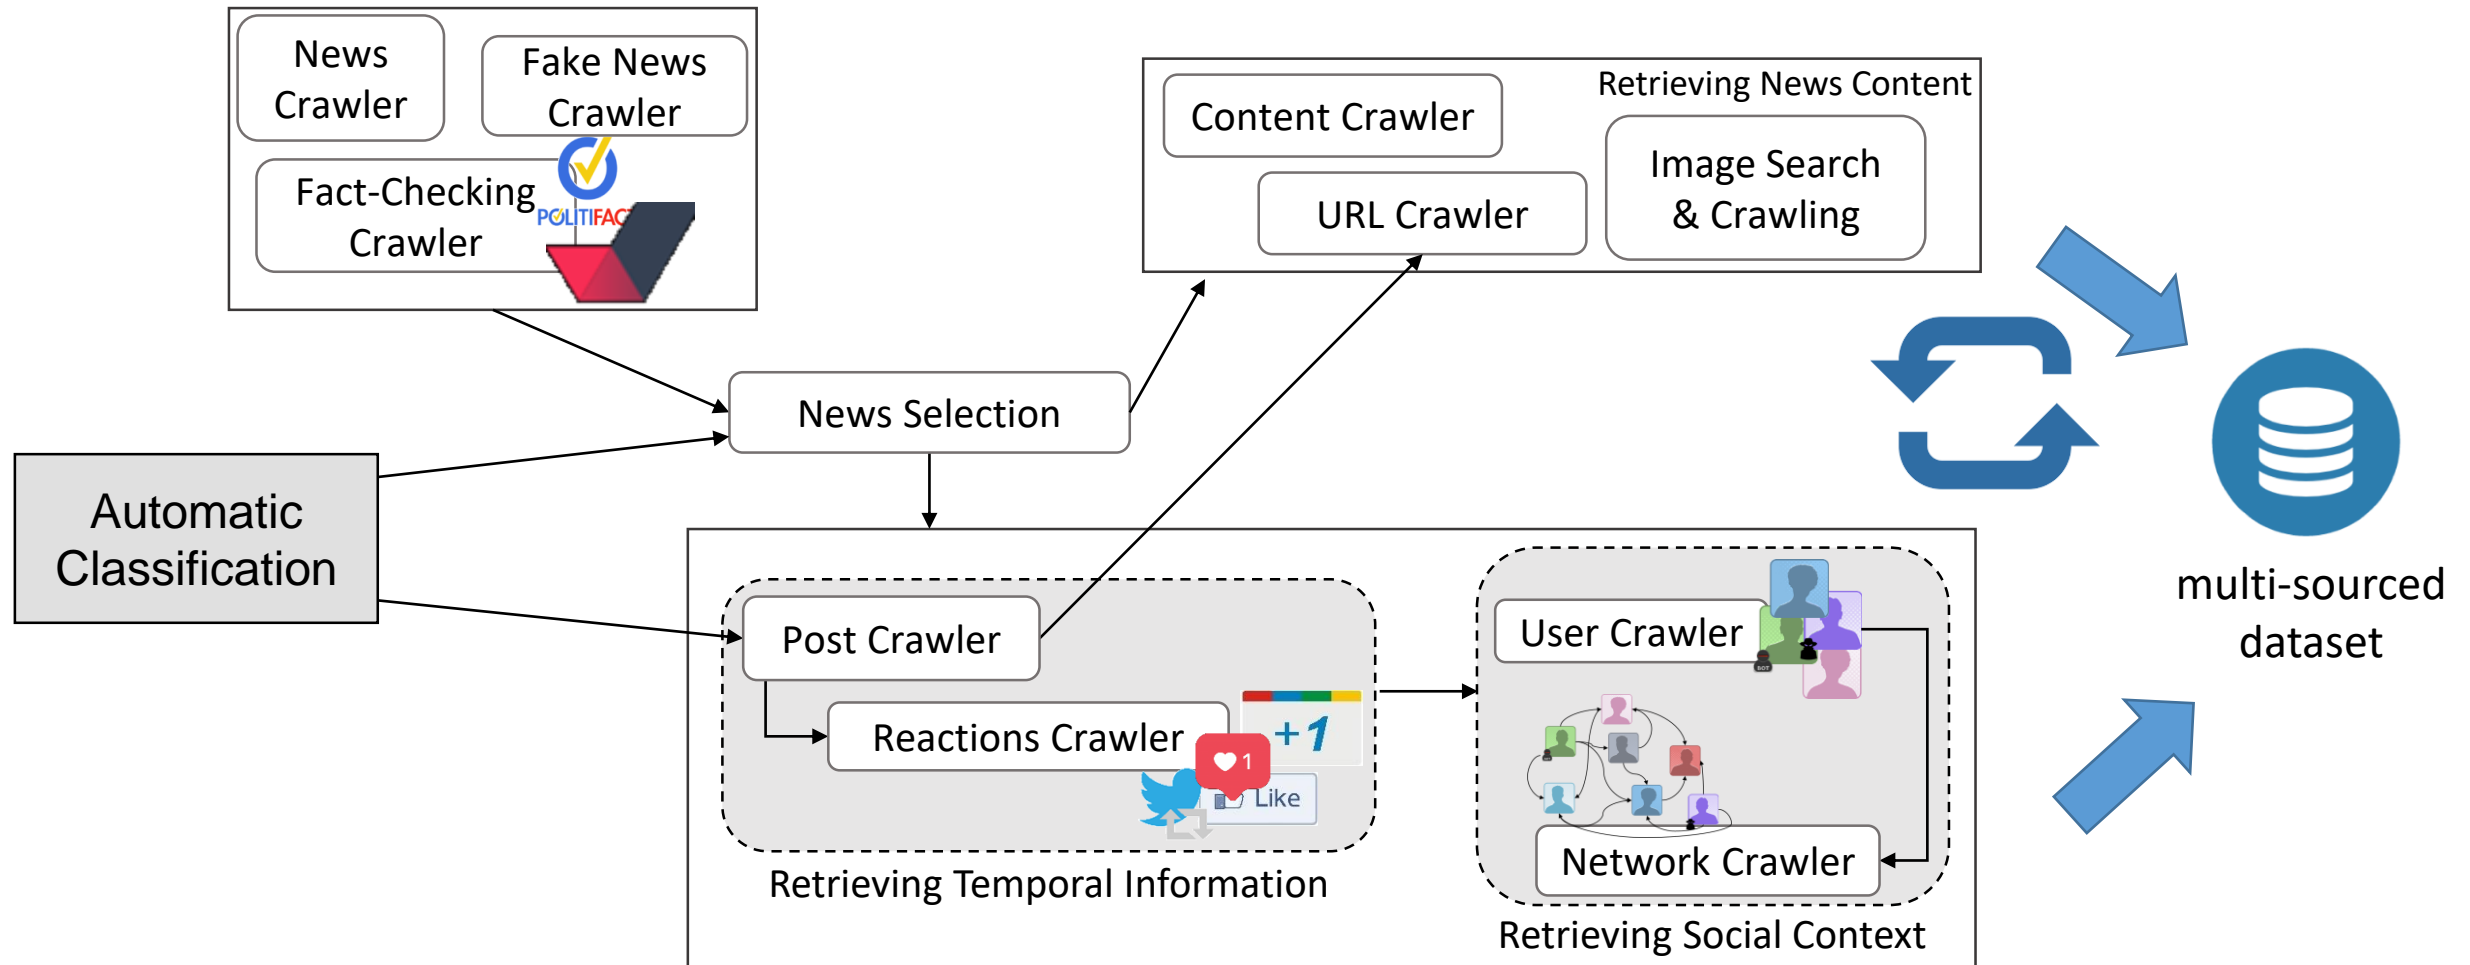 News
Crawler
Fake News
Crawler
Fact-Checking
Crawler
POLITIFAC
Retrieving News Content
Content Crawler
URL Crawler
Image Search
& Crawling
News Selection
Automatic
Classification
multi-sourced
dataset
Post Crawler
Reactions Crawler
+1
1
Like
Retrieving Temporal Information
User Crawler
BOT
Network Crawler
Retrieving Social Context